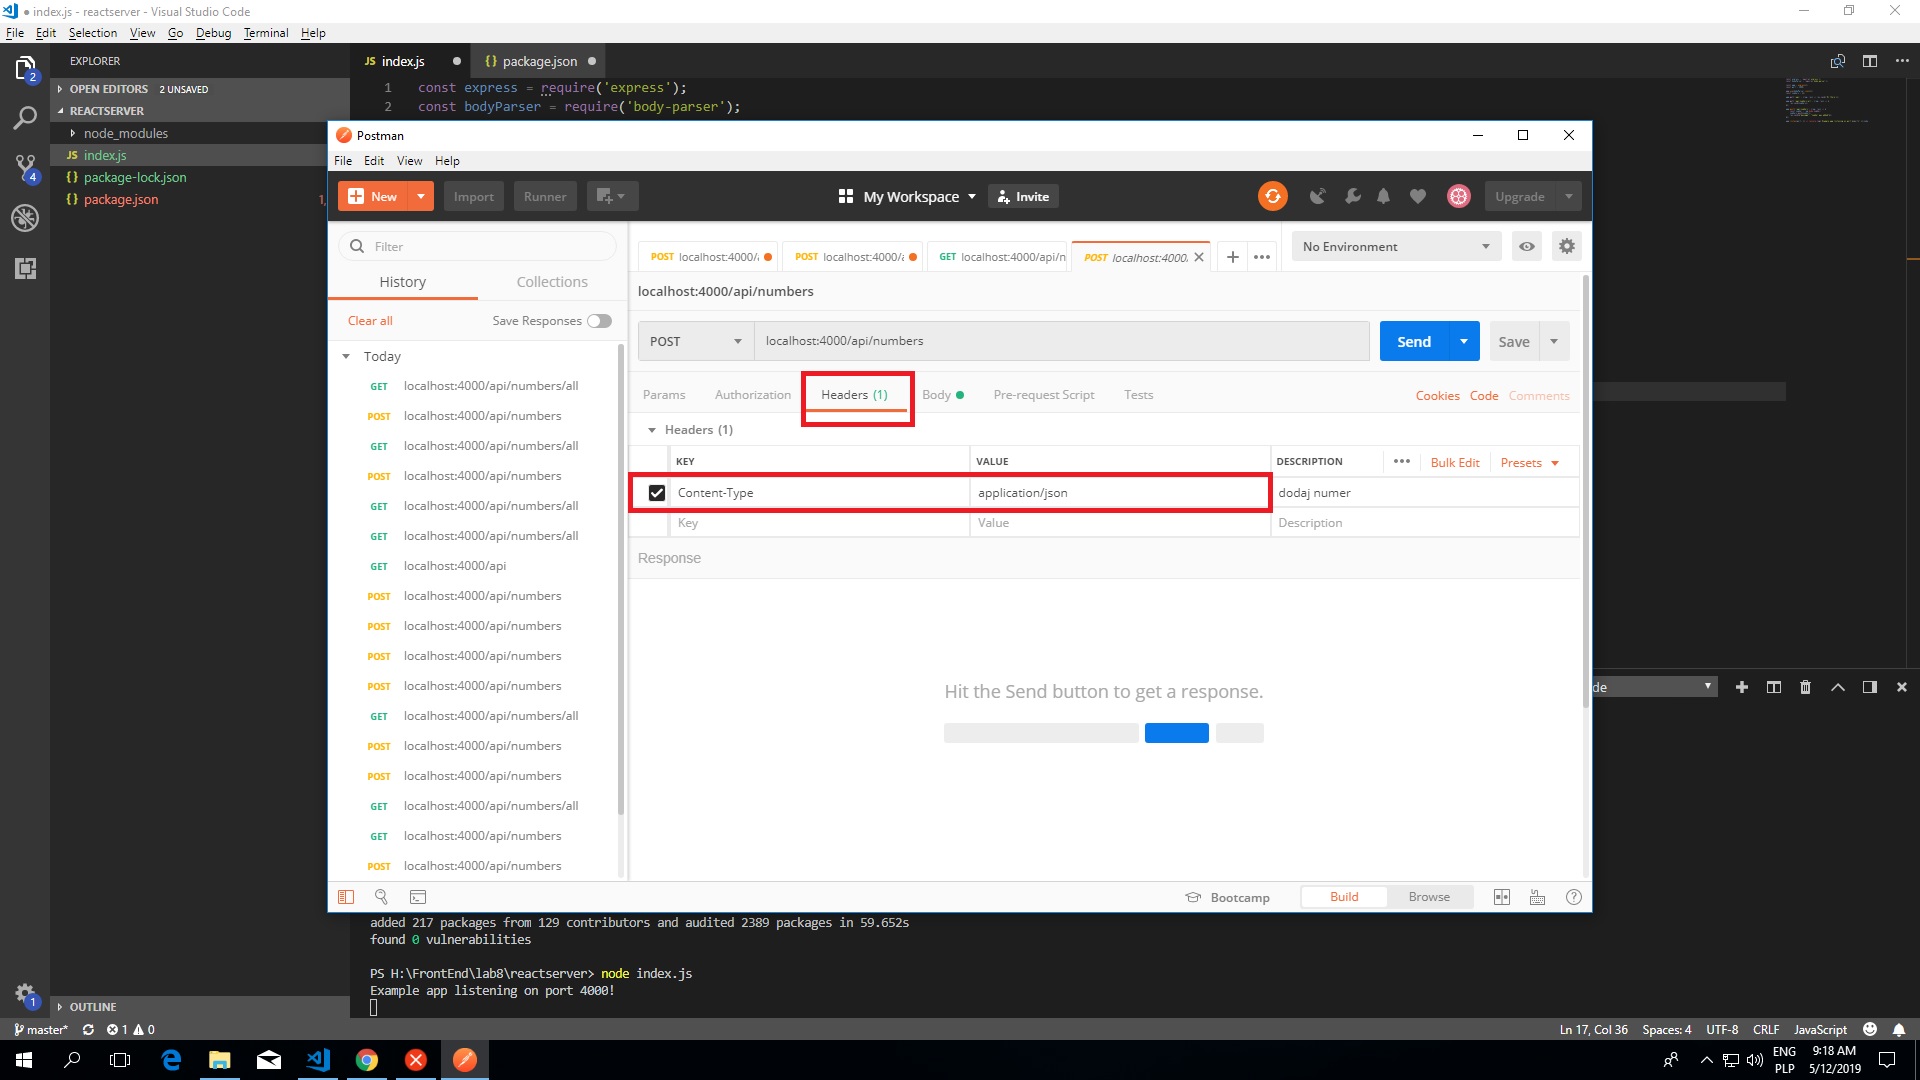 index.js - reactserver - Visual Studio Code
File Edit Selection View Go Debug Terminal Help
EXPLORER
OPEN EDITORS 2 UNSAVED
REACTSERVER
node_modules
JS index.js
{} package-lock.json
{} package.json 1,
2
4
1
OUTLINE
JS index.js
{} package.json
1 const express = require('express');
2 const bodyParser = require('body-parser');
Postman
File Edit View Help
New Import Runner
My Workspace Invite
Upgrade
Filter
History Collections
Clear all Save Responses
Today
GET localhost:4000/api/numbers/all
POST localhost:4000/api/numbers
GET localhost:4000/api/numbers/all
POST localhost:4000/api/numbers
GET localhost:4000/api/numbers/all
GET localhost:4000/api/numbers/all
GET localhost:4000/api
POST localhost:4000/api/numbers
POST localhost:4000/api/numbers
POST localhost:4000/api/numbers
POST localhost:4000/api/numbers
GET localhost:4000/api/numbers/all
POST localhost:4000/api/numbers
POST localhost:4000/api/numbers
GET localhost:4000/api/numbers/all
GET localhost:4000/api/numbers
POST localhost:4000/api/numbers
POST localhost:4000/
POST localhost:4000/
GET localhost:4000/api/n
POST localhost:4000,
No Environment
localhost:4000/api/numbers
POST localhost:4000/api/numbers Send Save
Params Authorization Headers (1) Body Pre-request Script Tests Cookies Code Comments
Headers (1)
KEY VALUE DESCRIPTION Bulk Edit Presets
Content-Type application/json dodaj numer
Key Value Description
Response
Hit the Send button to get a response.
Bootcamp Build Browse
de
added 217 packages from 129 contributors and audited 2389 packages in 59.652s
found 0 vulnerabilities
PS H:\FrontEnd\lab8\reactserver> node index.js
Example app listening on port 4000!
master* 1 0 Ln 17, Col 36 Spaces: 4 UTF-8 CRLF JavaScript
ENG
PLP
9:18 AM
5/12/2019